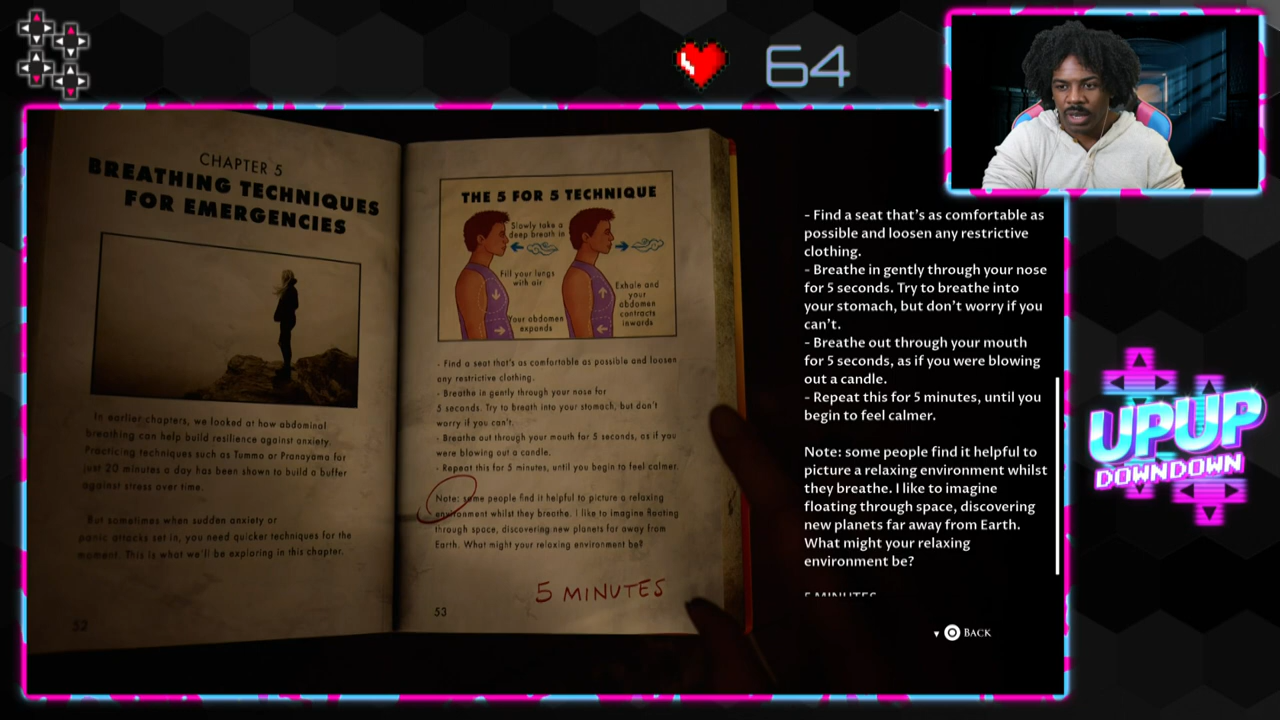 64
CHAPTER 5
BREATHING TECHNIQUES
FOR EMERGENCIES
In earlier chapters, we looked at how abdominal
breathing can help build resilience against anxiety.
Practicing techniques such as Tummo or Pranayama for
just 20 minutes a day has been shown to build a buffer
against stress over time.
But sometimes when sudden anxiety or
panic attacks set in, you need quicker techniques for the
moment. This is what we'll be exploring in this chapter.
52
THE 5 FOR 5 TECHNIQUE
Slowly take a
deep breath in
Fill your lungs
with air
Your abdomen
expands
Exhale and
your
abdomen
contracts
inwards
- Find a seat that's as comfortable as possible and loosen
any restrictive clothing.
- Breathe in gently through your nose for
5 seconds. Try to breath into your stomach, but don't
worry if you can't.
- Breathe out through your mouth for 5 seconds, as if you
were blowing out a candle.
- Repeat this for 5 minutes, until you begin to feel calmer.
Note: some people find it helpful to picture a relaxing
environment whilst they breathe. I like to imagine floating
through space, discovering new planets far away from
Earth. What might your relaxing environment be?
5 MINUTES
53
- Find a seat that's as comfortable as
possible and loosen any restrictive
clothing.
- Breathe in gently through your nose
for 5 seconds. Try to breathe into
your stomach, but don't worry if you
can't.
- Breathe out through your mouth
for 5 seconds, as if you were blowing
out a candle.
- Repeat this for 5 minutes, until you
begin to feel calmer.
Note: some people find it helpful to
picture a relaxing environment whilst
they breathe. I like to imagine
floating through space, discovering
new planets far away from Earth.
What might your relaxing
environment be?
5 MINUTES
BACK
UPUP
DOWNDOWN